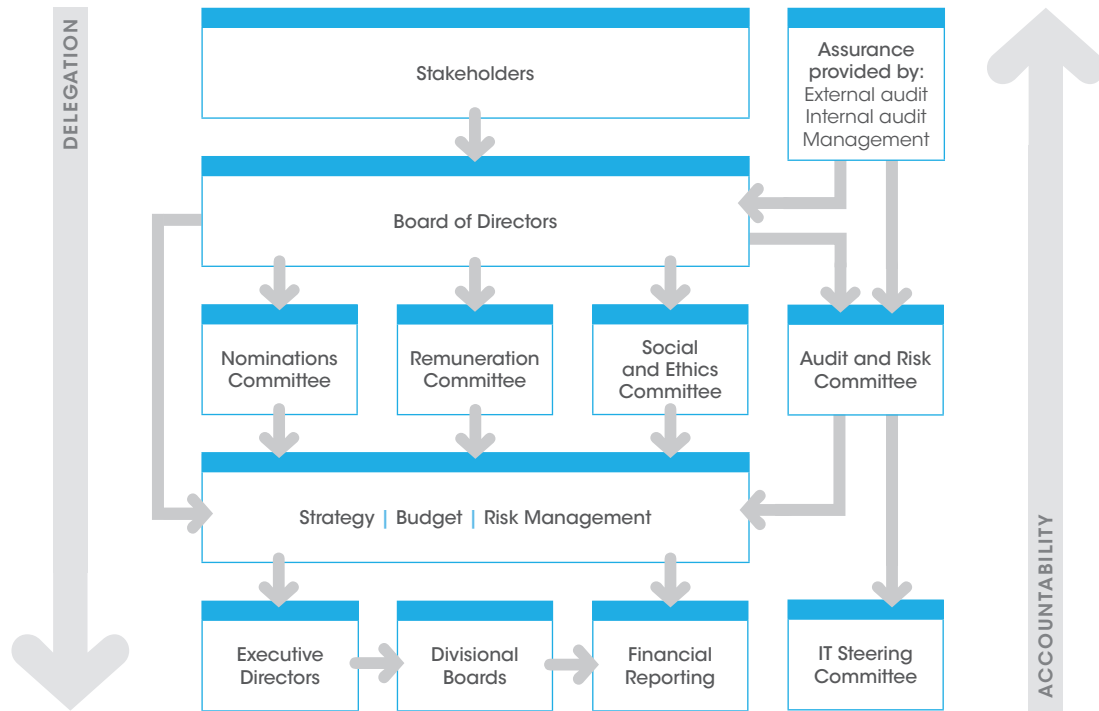 DELEGATION
Stakeholders
Assurance
provided by:
External audit
Internal audit
Management
Board of Directors
Nominations
Committee
Remuneration
Committee
Social
and Ethics
Committee
Audit and Risk
Committee
Strategy | Budget | Risk Management
Executive
Directors
Divisional
Boards
Financial
Reporting
IT Steering
Committee
ACCOUNTABILITY